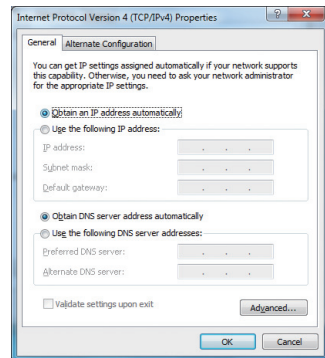 Internet Protocol Version 4 (TCP/IPv4) Properties
General
Alternate Configuration
You can get IP settings assigned automatically if your network supports
this capability. Otherwise, you need to ask your network administrator
for the appropriate IP settings.
Obtain an IP address automatically
Use the following IP address:
IP address:
Subnet mask:
Default gateway:
Obtain DNS server address automatically
Use the following DNS server addresses:
Preferred DNS server:
Alternate DNS server:
Validate settings upon exit
Advanced...
OK
Cancel